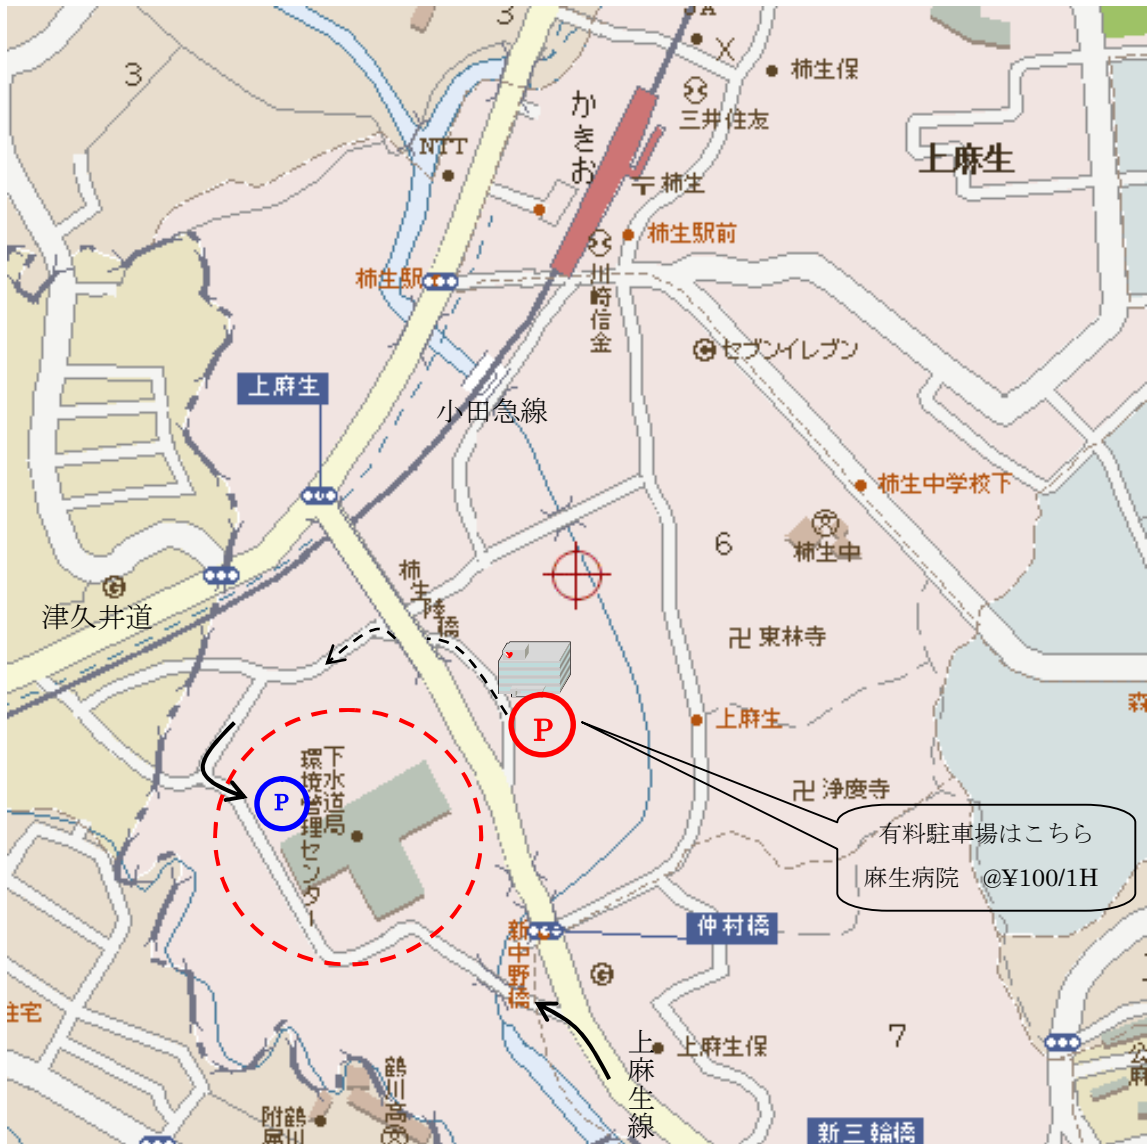 3
3
JA
X
柿生保
三井住友
上麻生
かきお
NTT
〒柿生
柿生駅前
川崎信金
柿生駅
セブンイレブン
上麻生
小田急線
柿生中学校下
6
柿生中
柿生陸橋
津久井道
卍 東林寺
P
上麻生
森
卍 浄慶寺
下水道局
環境管理センター
P
有料駐車場はこちら
麻生病院 @¥100/1H
仲村橋
新中野橋
住宅
7
上麻生線
上麻生保
鶴川高
附鶴川
新三輪橋